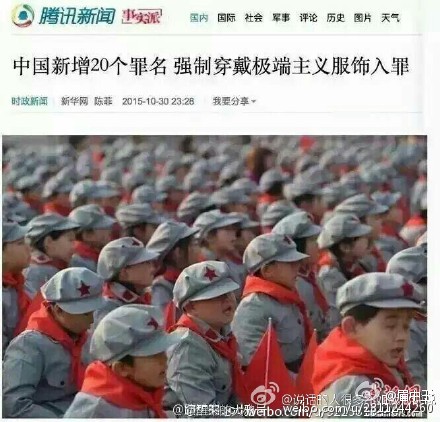 腾讯新闻 事实派 国内 国际 社会 军事 评论 历史 图片 天气
中国新增20个罪名 强制穿戴极端主义服饰入罪
时政新闻 新华网 陈菲 2015-10-30 23:28 我要分享